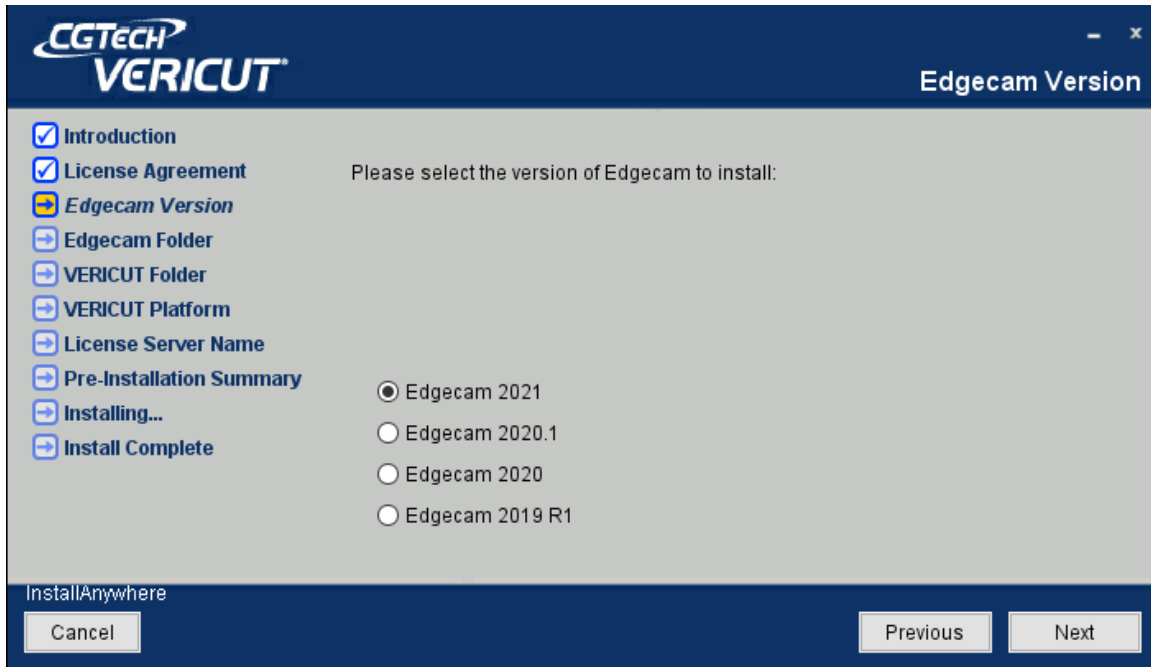 CGTECH
VERICUT®
Edgecam Version
Introduction
License Agreement
Edgecam Version
Edgecam Folder
VERICUT Folder
VERICUT Platform
License Server Name
Pre-Installation Summary
Installing...
Install Complete
Please select the version of Edgecam to install:
Edgecam 2021
Edgecam 2020.1
Edgecam 2020
Edgecam 2019 R1
InstallAnywhere
Cancel
Previous
Next